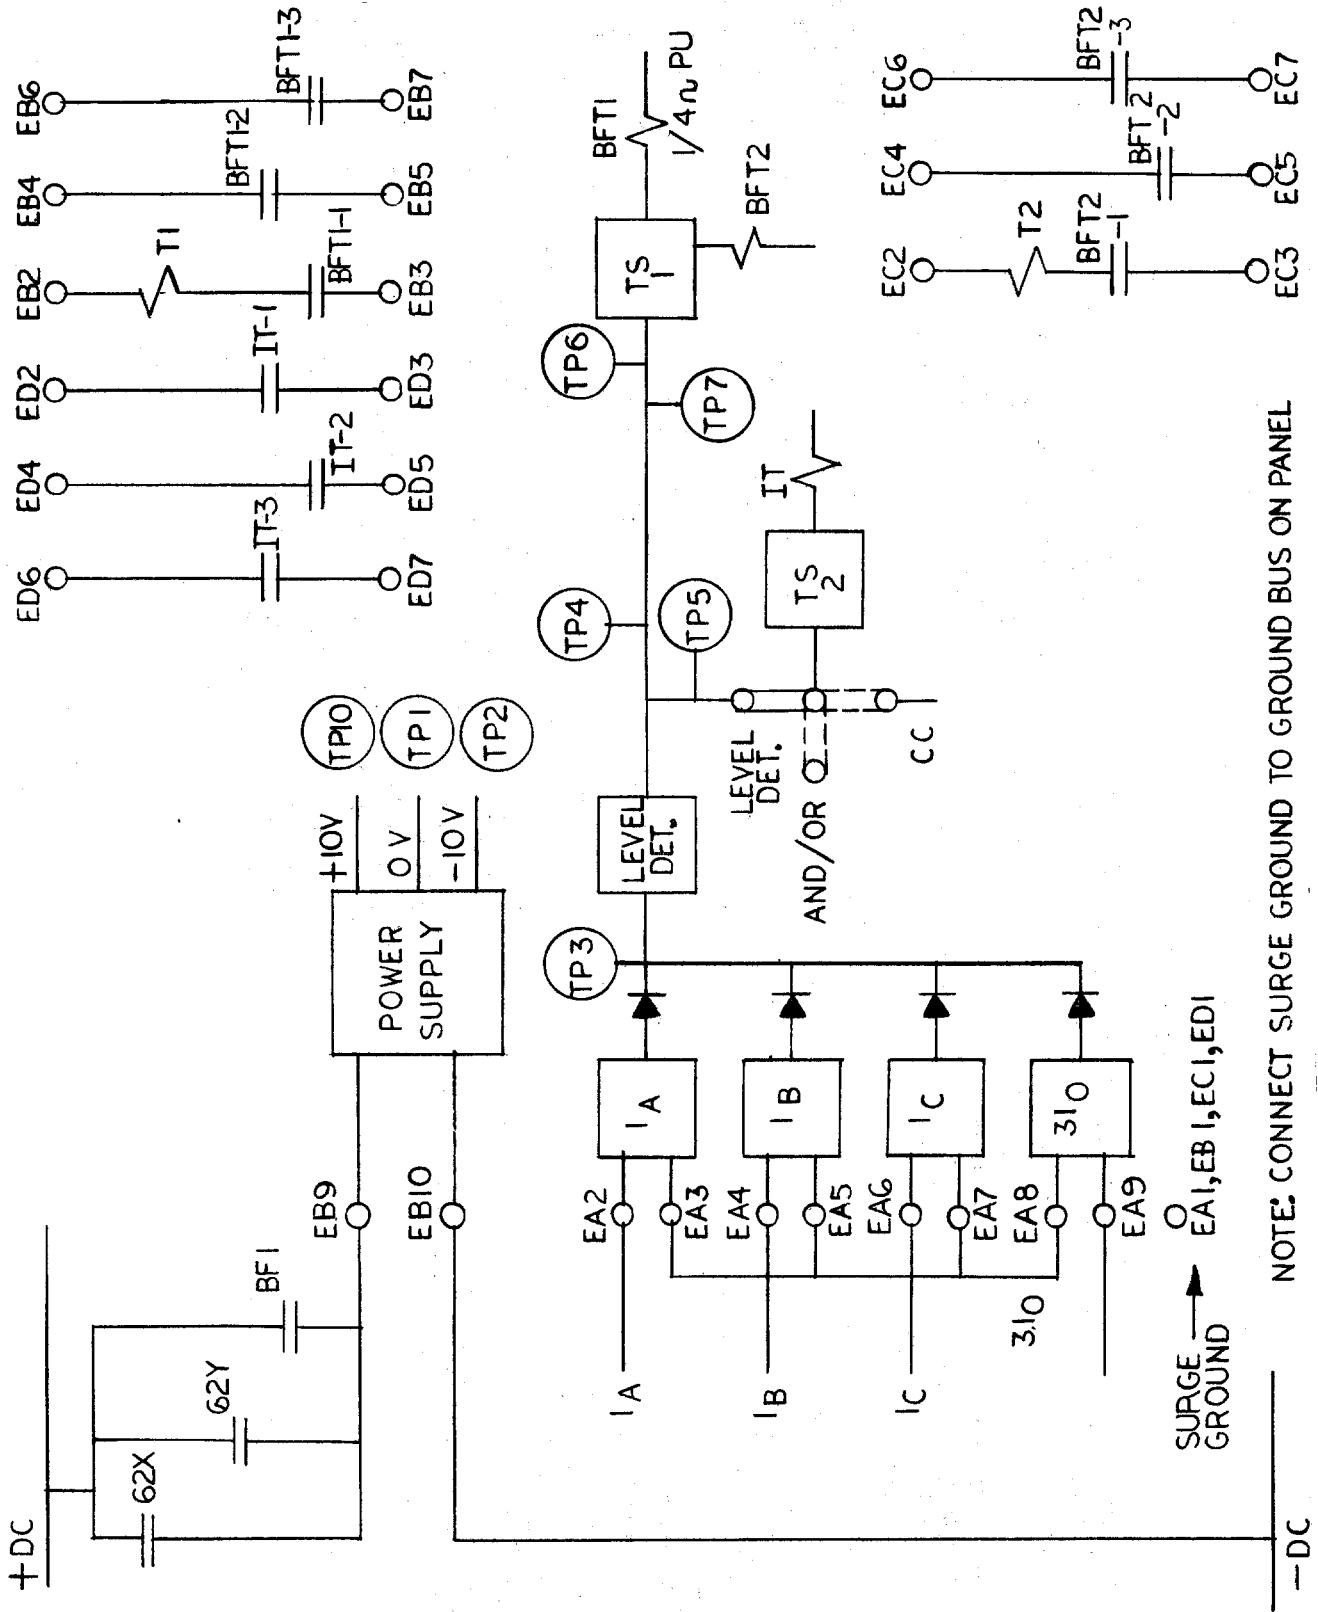 +DC
62X
62Y
BF1
EB9
EB10
POWER
SUPPLY
+10V
0V
-10V
TP10
TP1
TP2
ED6
IT-3
ED7
ED4
IT-2
ED5
ED2
IT-1
ED3
EB2
T1
BFT1-1
EB3
EB4
BFT1-2
EB5
EB6
BFT1-3
EB7
IA
IB
IC
3I0
EA2
EA3
EA4
EA5
EA6
EA7
EA8
EA9
IA
IB
IC
3I0
TP3
LEVEL
DET.
TP4
TP5
LEVEL
DET.
AND/OR
CC
TS
2
IT
TP6
TP7
TS
1
BFT1
1/4 ~ PU
BFT2
EC2
T2
BFT2
-1
EC3
EC4
BFT2
-2
EC5
EC6
BFT2
-3
EC7
SURGE
GROUND
EA1,EB1,EC1,ED1
-DC
NOTE: CONNECT SURGE GROUND TO GROUND BUS ON PANEL